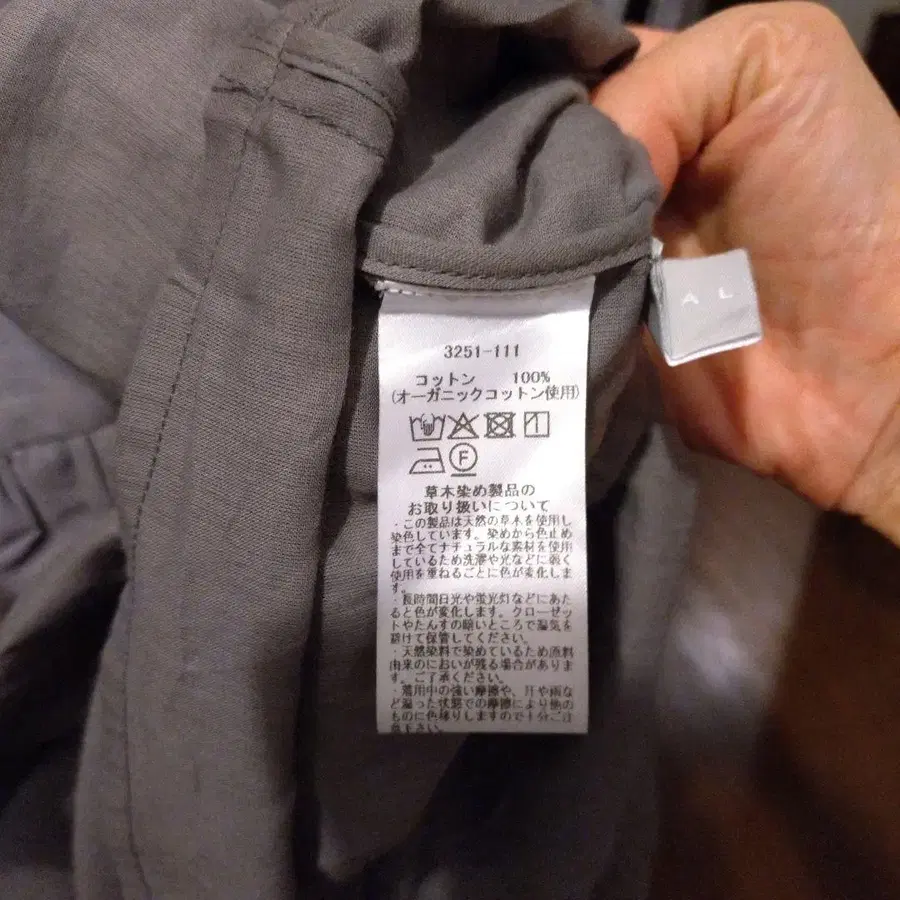 3251-111
コットン 100%
(オーガニックコットン使用)
F
草木染め製品の
お取り扱いについて
・この製品は天然の草木を使用し
染色しています。染めから色止め
まで全てナチュラルな素材を使用
しているため洗濯や光などに弱く
使用を重ねるごとに色が変化しま
す。
・長時間日光や蛍光灯などにあた
ると色が変化します。クローゼッ
トやたんすの暗いところで湿気を
避けて保管してください。
・天然染料で染めているため原料
由来のにおいが残る場合がありま
す。ご了承ください。
・着用中の強い摩擦や、汗や雨な
ど湿った状態での摩擦により他の
ものに色移りしますので十分ご注
意下さい。
A L